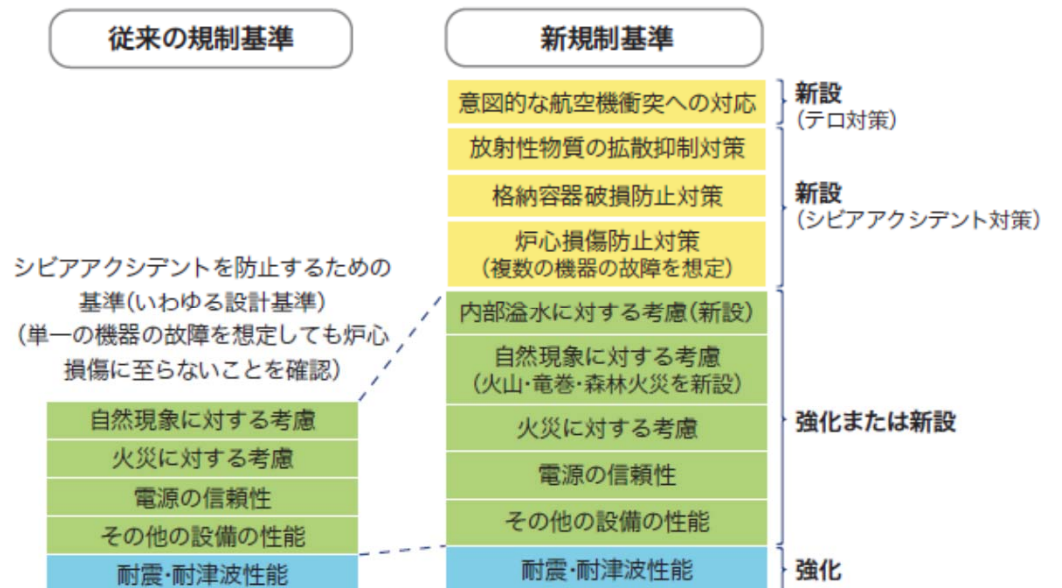 従来の規制基準
シビアアクシデントを防止するための
基準(いわゆる設計基準)
(単一の機器の故障を想定しても炉心
損傷に至らないことを確認)
自然現象に対する考慮
火災に対する考慮
電源の信頼性
その他の設備の性能
耐震・耐津波性能
新規制基準
意図的な航空機衝突への対応
放射性物質の拡散抑制対策
格納容器破損防止対策
炉心損傷防止対策
(複数の機器の故障を想定)
内部溢水に対する考慮(新設)
自然現象に対する考慮
(火山・竜巻・森林火災を新設)
火災に対する考慮
電源の信頼性
その他の設備の性能
耐震・耐津波性能
新設
(テロ対策)
新設
(シビアアクシデント対策)
強化または新設
強化